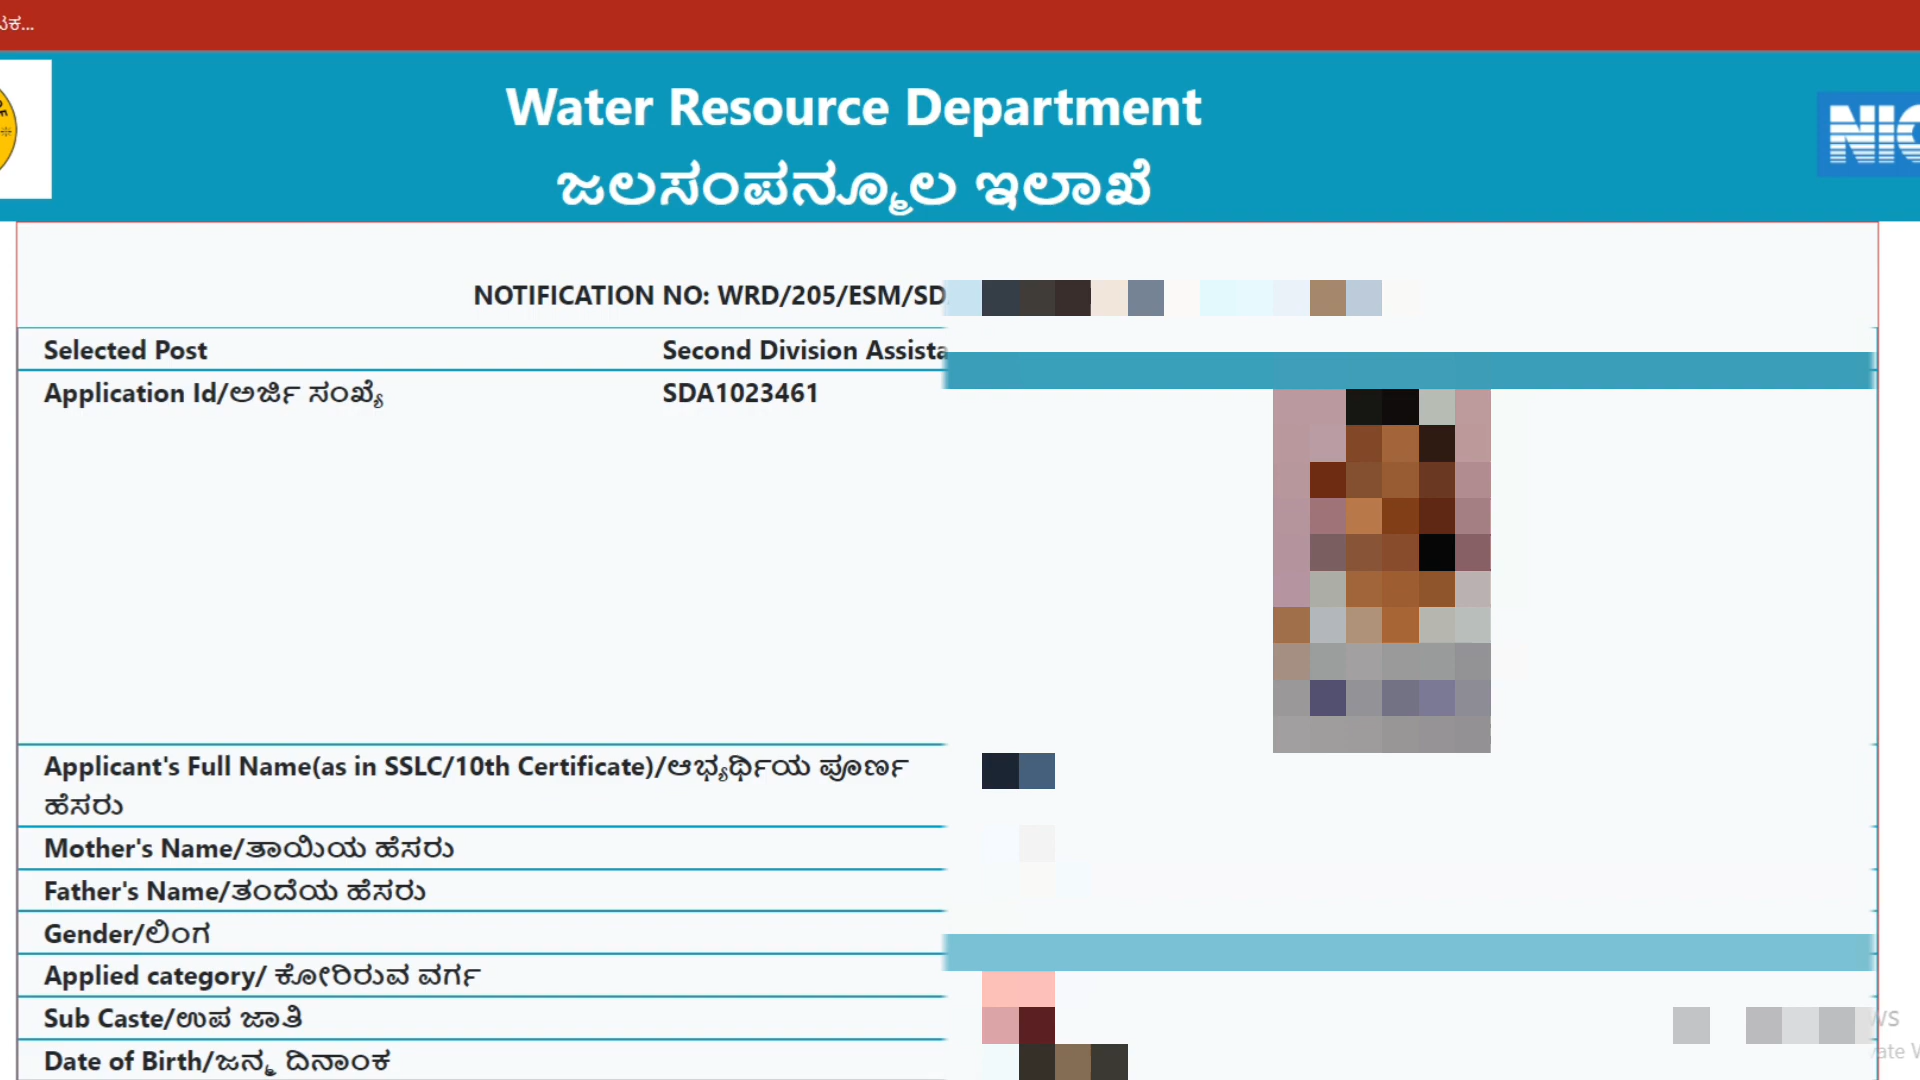 Water Resource Department
ಜಲಸಂಪನ್ಮೂಲ ಇಲಾಖೆ
NOTIFICATION NO: WRD/205/ESM/SD
Selected Post Second Division
Application Id/ಅರ್ಜಿ ಸಂಖ್ಯೆ SDA1023461
Applicant's Full Name(as in SSLC/10th Certificate)/ಆಭ್ಯರ್ಥಿಯ ಪೂರ್ಣ
ಹೆಸರು
Mother's Name/ತಾಯಿಯ ಹೆಸರು
Father's Name/ತಂದೆಯ ಹೆಸರು
Gender/ಲಿಂಗ
Applied category/ ಕೋರಿರುವ ವರ್ಗ
Sub Caste/ಉಪ ಜಾತಿ
Date of Birth/ಜನ್ಮ ದಿನಾಂಕ